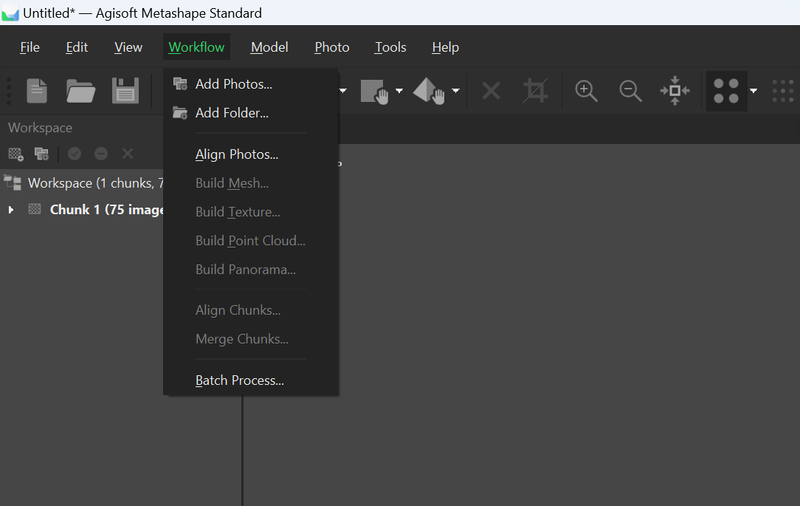 Untitled* — Agisoft Metashape Standard
File Edit View Workflow Model Photo Tools Help
Workspace
Workspace (1 chunks, 7
Chunk 1 (75 image
Add Photos...
Add Folder...
Align Photos...
Build Mesh...
Build Texture...
Build Point Cloud...
Build Panorama...
Align Chunks...
Merge Chunks...
Batch Process...